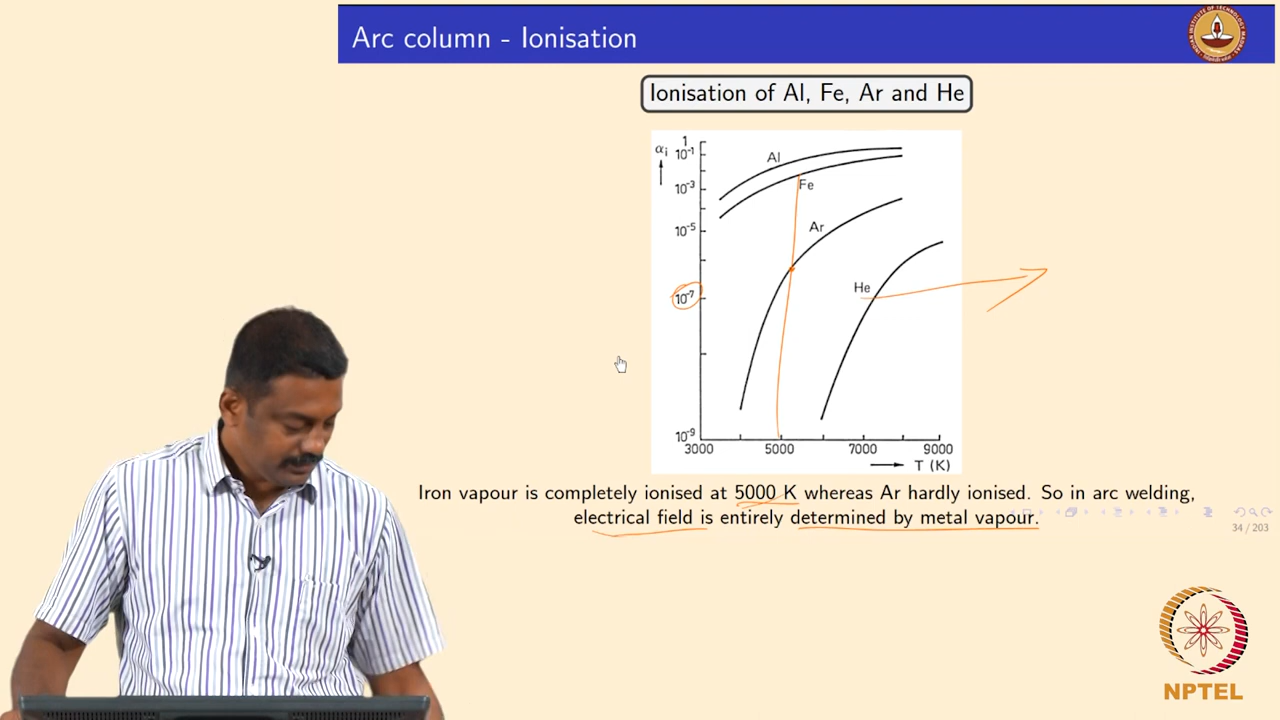 Arc column - Ionisation
Ionisation of Al, Fe, Ar and He
αi
1
10-1
10-3
10-5
10-7
10-9
Al
Fe
Ar
He
3000 5000 7000 9000
T (K)
Iron vapour is completely ionised at 5000 K whereas Ar hardly ionised. So in arc welding,
electrical field is entirely determined by metal vapour.
34 / 203
NPTEL